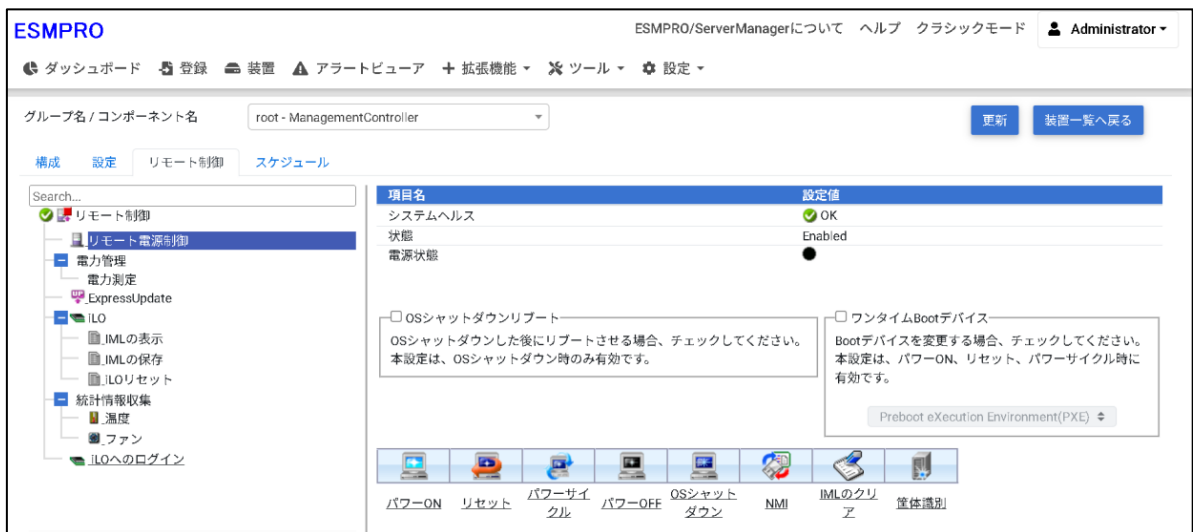 ESMPRO
ESMPRO/ServerManagerについて ヘルプ クラシックモード Administrator
ダッシュボード 登録 装置 アラートビューア 拡張機能 ツール 設定
グループ名 / コンポーネント名 root - ManagementController 更新 装置一覧へ戻る
構成 設定 リモート制御 スケジュール
Search...
リモート制御
リモート電源制御
電力管理
電力測定
ExpressUpdate
iLO
IMLの表示
IMLの保存
iLOリセット
統計情報収集
温度
ファン
iLOへのログイン
項目名 設定値
システムヘルス OK
状態 Enabled
電源状態
OSシャットダウンリブート
OSシャットダウンした後にリブートさせる場合、チェックしてください。
本設定は、OSシャットダウン時のみ有効です。
ワンタイムBootデバイス
Bootデバイスを変更する場合、チェックしてください。
本設定は、パワーON、リセット、パワーサイクル時に
有効です。
Preboot eXecution Environment(PXE)
パワーON
リセット
パワーサイ
クル
パワーOFF
OSシャット
ダウン
NMI
IMLのクリ
ア
筐体識別